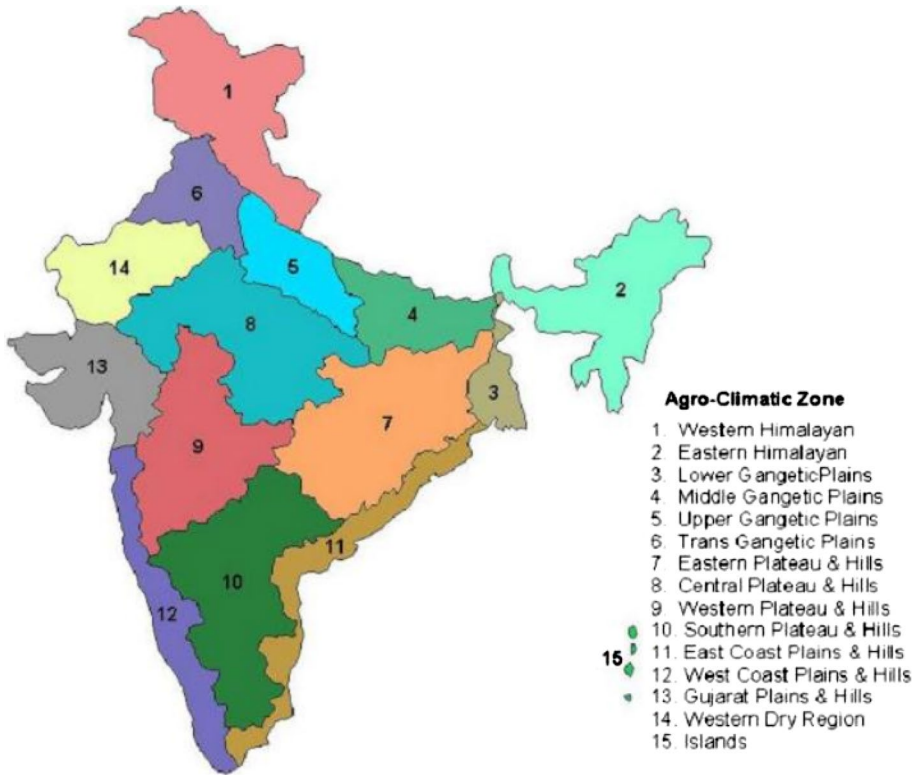 1
6
14
5
2
4
8
13
3
7
9
11
10
12
15
Agro-Climatic Zone
1. Western Himalayan
2. Eastern Himalayan
3. Lower GangeticPlains
4. Middle Gangetic Plains
5. Upper Gangetic Plains
6. Trans Gangetic Plains
7. Eastern Plateau & Hills
8. Central Plateau & Hills
9. Western Plateau & Hills
10. Southern Plateau & Hills
11. East Coast Plains & Hills
12. West Coast Plains & Hills
13. Gujarat Plains & Hills
14. Western Dry Region
15. Islands